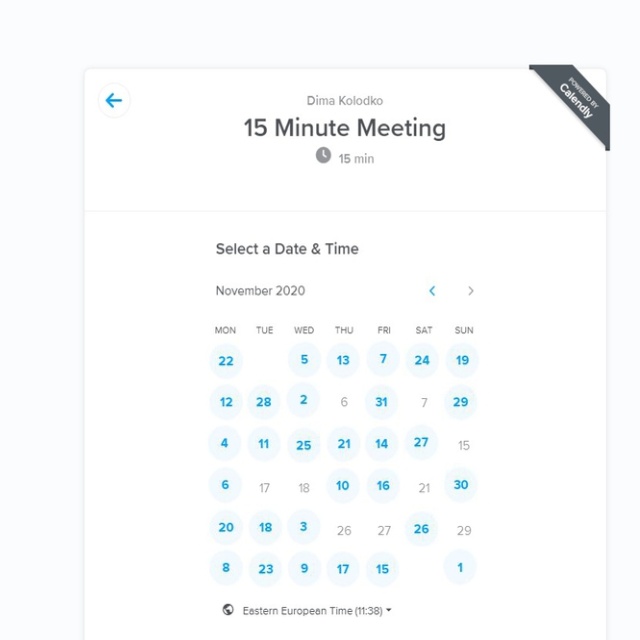 POWERED BY
Calendly
Dima Kolodko
15 Minute Meeting
15 min
Select a Date & Time
November 2020
MON TUE WED THU FRI SAT SUN
22 5 13 7 24 19
12 28 2 6 31 7 29
4 11 25 21 14 27 15
6 17 18 10 16 21 30
20 18 3 26 27 26 29
8 23 9 17 15 1
Eastern European Time (11:38)